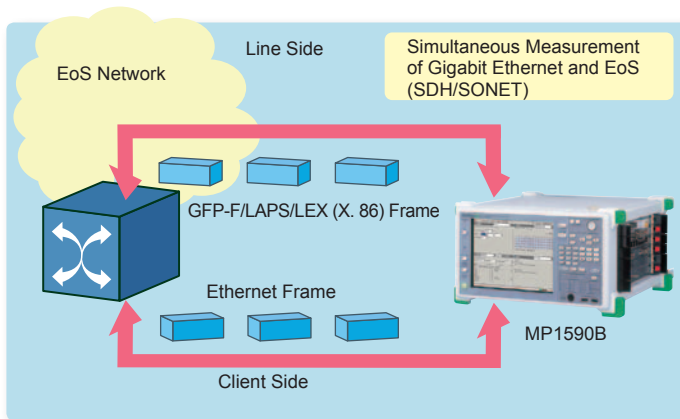 Line Side
EoS Network
Simultaneous Measurement
of Gigabit Ethernet and EoS
(SDH/SONET)
GFP-F/LAPS/LEX (X. 86) Frame
Ethernet Frame
MP1590B
Client Side